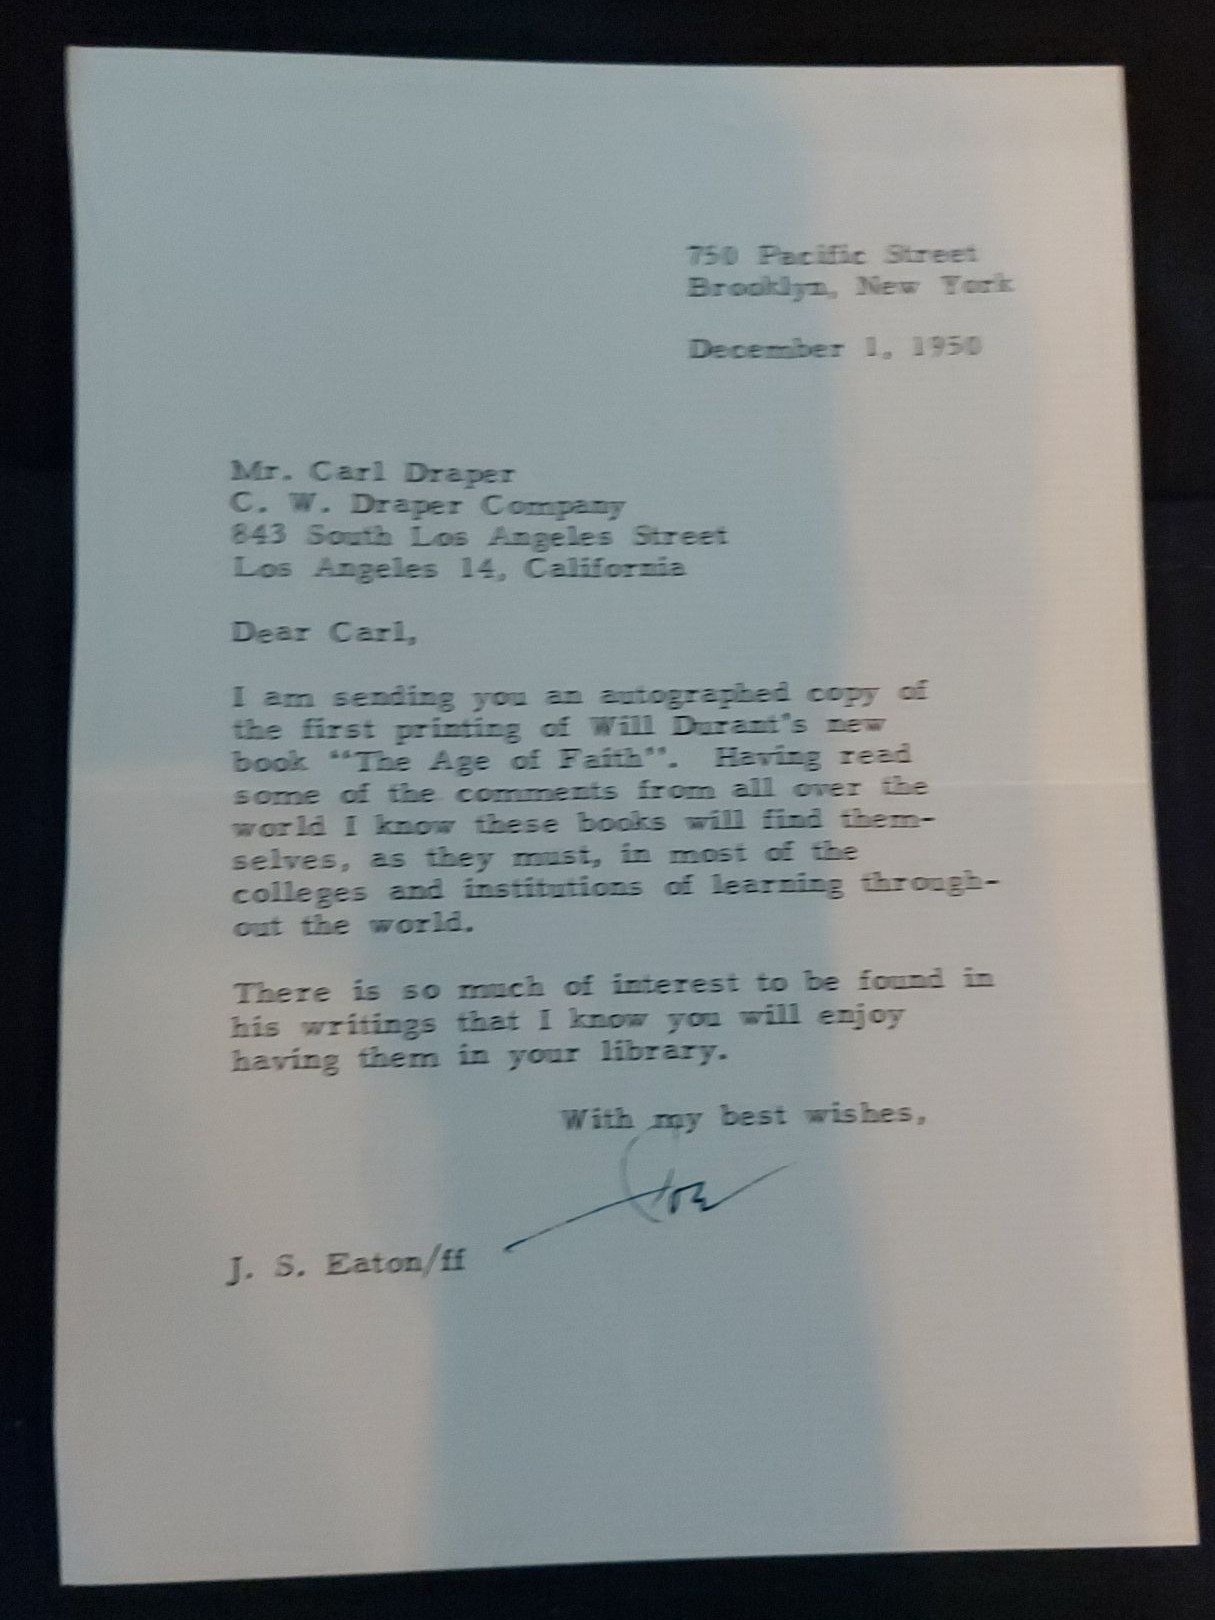 750 Pacific Street
Brooklyn, New York
December 1, 1950
Mr. Carl Draper
C. W. Draper Company
843 South Los Angeles Street
Los Angeles 14, California
Dear Carl,
I am sending you an autographed copy of
the first printing of Will Durant's new
book "The Age of Faith". Having read
some of the comments from all over the
world I know these books will find them-
selves, as they must, in most of the
colleges and institutions of learning through-
out the world.
There is so much of interest to be found in
his writings that I know you will enjoy
having them in your library.
With my best wishes,
Joe
J. S. Eaton/ff